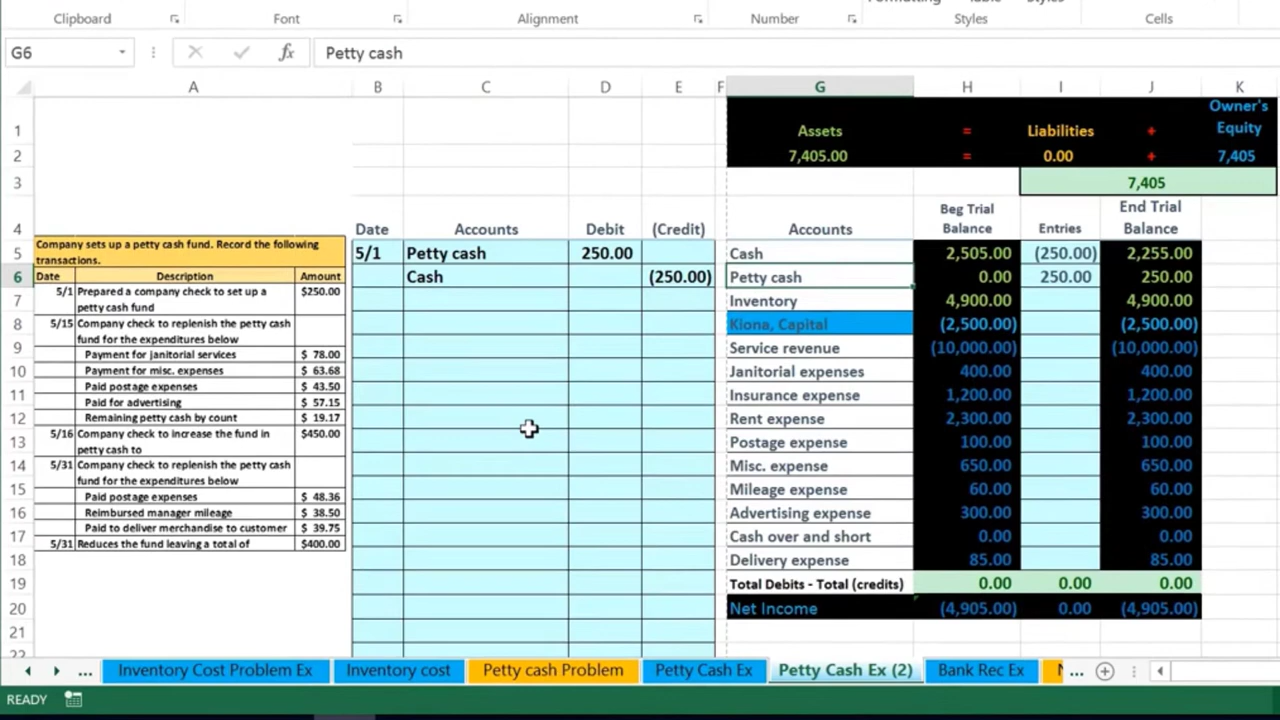 Clipboard Font Alignment Number Styles Cells
G6 fx Petty cash
A B C D E F G H I J K
Owner's
1 Assets = Liabilities + Equity
2 7,405.00 = 0.00 + 7,405
3 7,405
Beg Trial End Trial
4 Date Accounts Debit (Credit) Accounts Balance Entries Balance
Company sets up a petty cash fund. Record the following
transactions.
5 5/1 Petty cash 250.00 Cash 2,505.00 (250.00) 2,255.00
Date Description Amount
6 Cash (250.00) Petty cash 0.00 250.00 250.00
5/1 Prepared a company check to set up a $250.00
petty cash fund
7 Inventory 4,900.00 4,900.00
5/15 Company check to replenish the petty cash
fund for the expenditures below
8 Kiona, Capital (2,500.00) (2,500.00)
Payment for janitorial services $ 78.00
9 Service revenue (10,000.00) (10,000.00)
Payment for misc. expenses $ 63.68
10 Janitorial expenses 400.00 400.00
Paid postage expenses $ 43.50
11 Insurance expense 1,200.00 1,200.00
Paid for advertising $ 57.15
Remaining petty cash by count $ 19.17
12 Rent expense 2,300.00 2,300.00
5/16 Company check to increase the fund in $450.00
petty cash to
13 Postage expense 100.00 100.00
5/31 Company check to replenish the petty cash
fund for the expenditures below
14 Misc. expense 650.00 650.00
Paid postage expenses $ 48.36
15 Mileage expense 60.00 60.00
Reimbursed manager mileage $ 38.50
16 Advertising expense 300.00 300.00
Paid to deliver merchandise to customer $ 39.75
17 Cash over and short 0.00 0.00
5/31 Reduces the fund leaving a total of $400.00
18 Delivery expense 85.00 85.00
19 Total Debits - Total (credits) 0.00 0.00 0.00
20 Net Income (4,905.00) 0.00 (4,905.00)
21
22
... Inventory Cost Problem Ex Inventory cost Petty cash Problem Petty Cash Ex Petty Cash Ex (2) Bank Rec Ex ...
READY